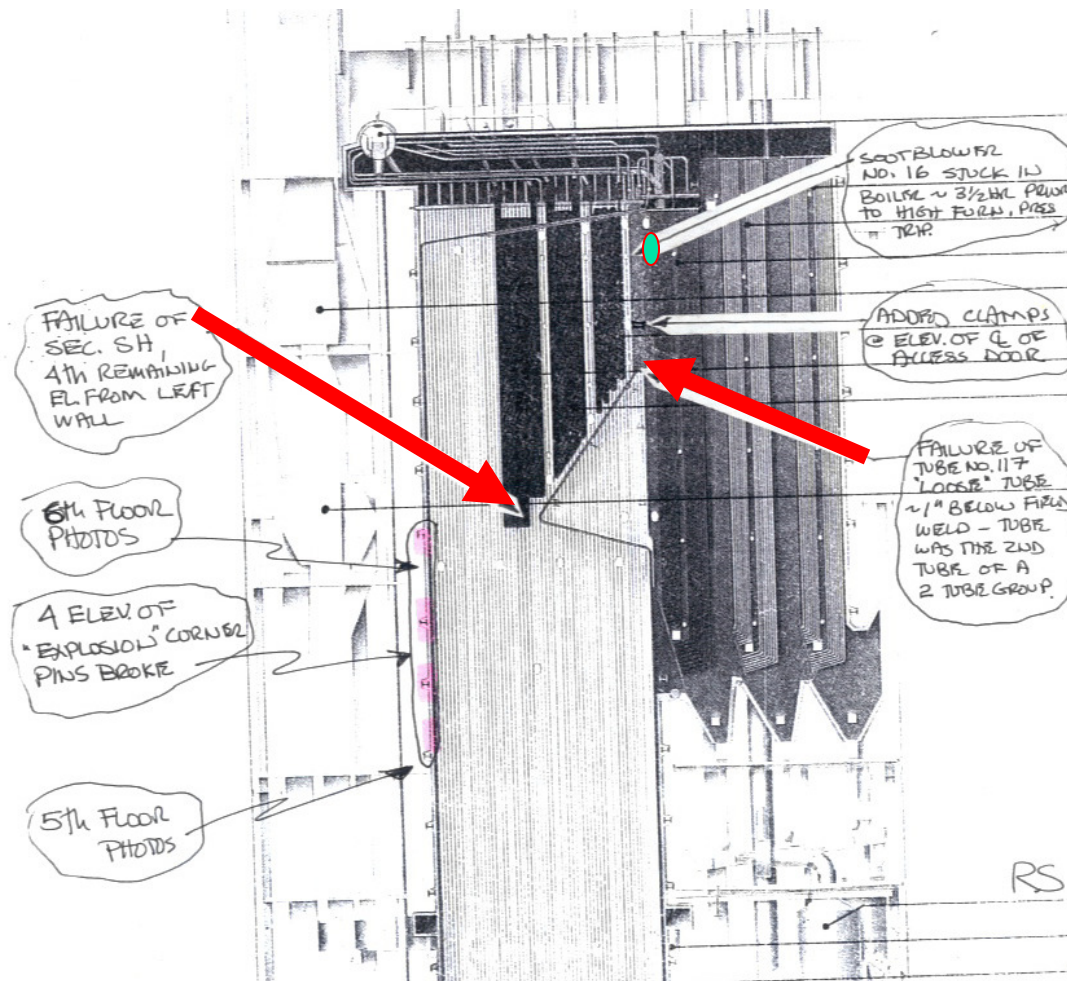 SOOTBLOWER
NO. 16 STUCK IN
BOILER ~ 3½ HR PRIOR
TO HIGH FURN. PRES
TRIP.
ADDED CLAMPS
@ ELEV. OF ℄ OF
ACCESS DOOR
FAILURE OF
TUBE NO. 117
"LOOSE" TUBE
~1" BELOW FIELD
WELD - TUBE
WAS THE 2ND
TUBE OF A
2 TUBE GROUP.
FAILURE OF
SEC. SH,
4th REMAINING
EL. FROM LEFT
WALL
6th FLOOR
PHOTOS
4 ELEV. OF
"EXPLOSION" CORNER
PINS BROKE
5th FLOOR
PHOTOS
RS